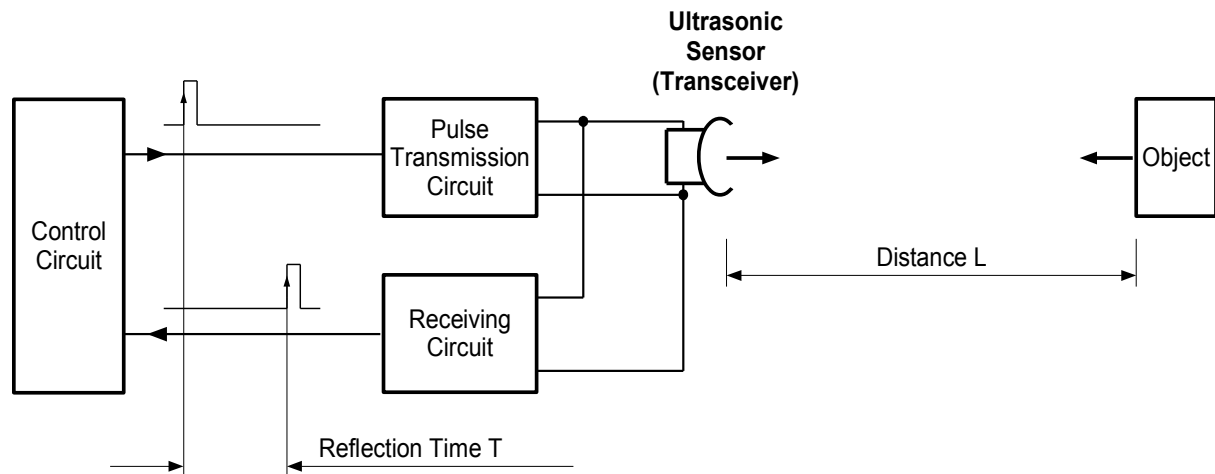 Ultrasonic
Sensor
(Transceiver)
Pulse
Transmission
Circuit
Object
Control
Circuit
Distance L
Receiving
Circuit
Reflection Time T